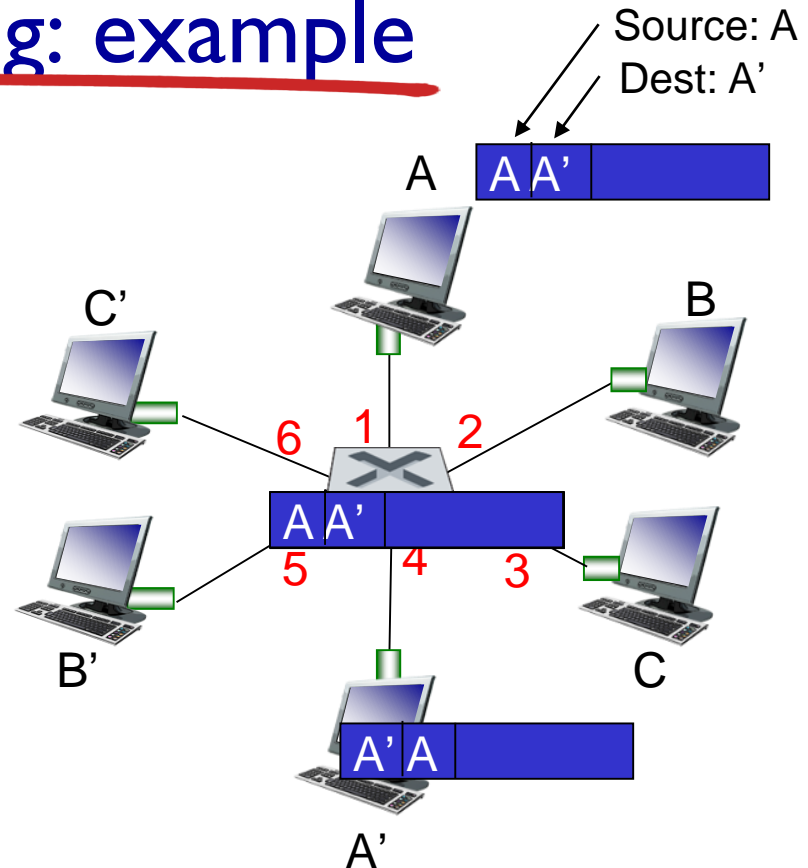 g: example
Source: A
Dest: A’
A
A A’
C’
B
6
1
2
A A’
5
4
3
B’
C
A’ A
A’